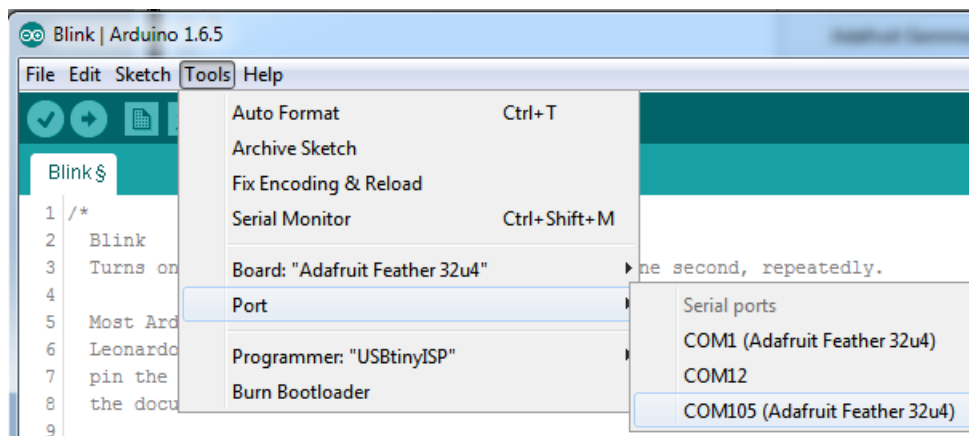 Blink | Arduino 1.6.5
File Edit Sketch Tools Help
Auto Format Ctrl+T
Archive Sketch
Fix Encoding & Reload
Serial Monitor Ctrl+Shift+M
Board: "Adafruit Feather 32u4"
Port
Programmer: "USBtinyISP"
Burn Bootloader
Serial ports
COM1 (Adafruit Feather 32u4)
COM12
COM105 (Adafruit Feather 32u4)
Blink§
1 /*
2 Blink
3 Turns on ne second, repeatedly.
4
5 Most Ard
6 Leonardo
7 pin the
8 the docu
9